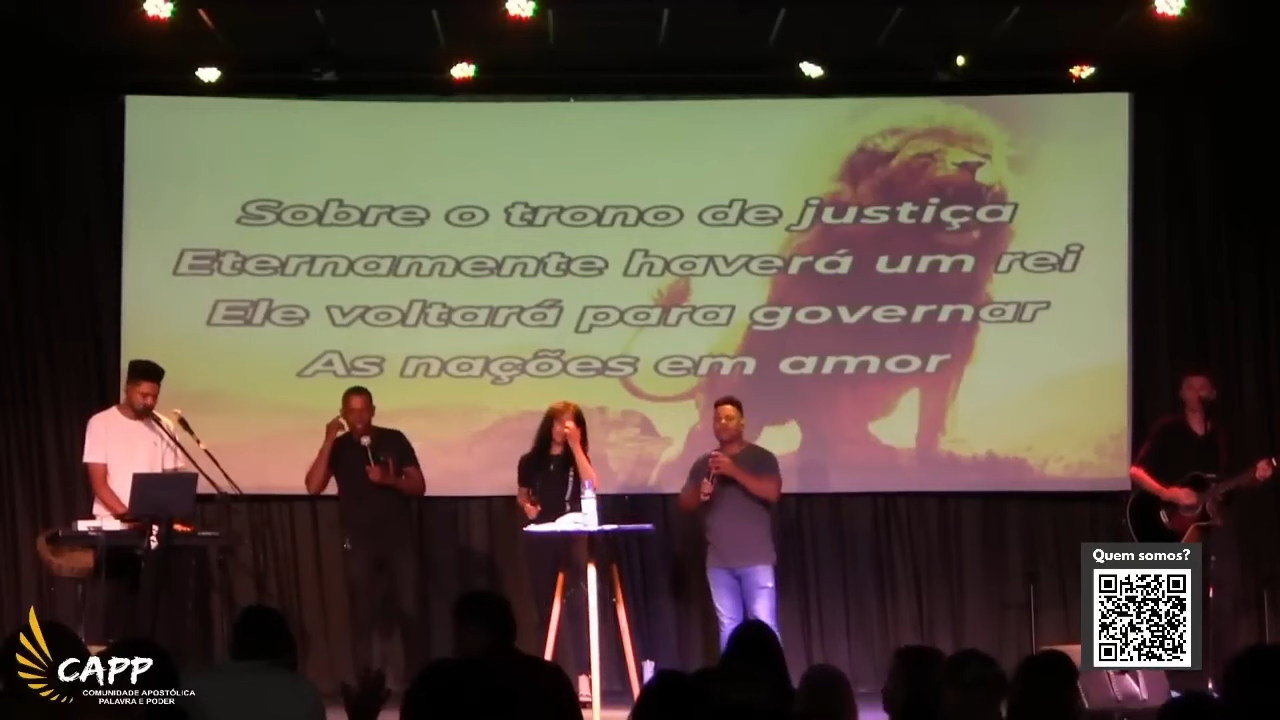 Sobre o trono de justiça
Eternamente haverá um rei
Ele voltará para governar
As nações em amor
Quem somos?
CAPP
COMUNIDADE APOSTÓLICA
PALAVRA E PODER